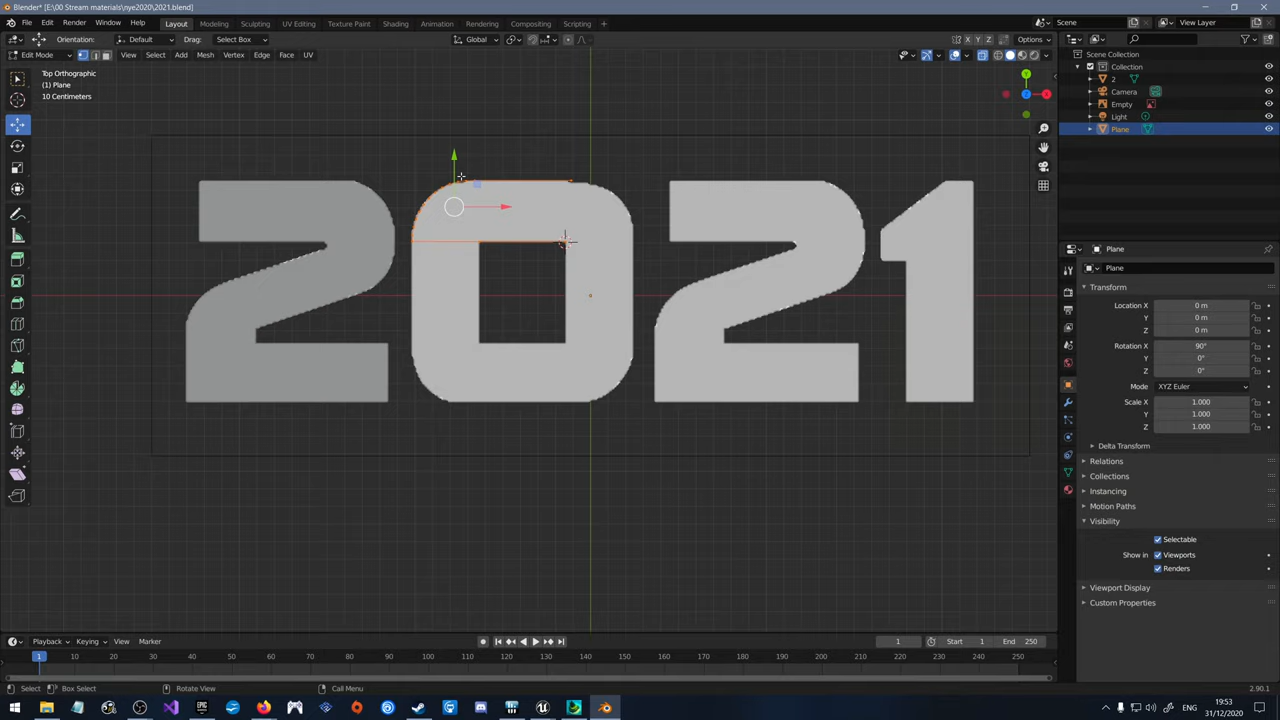 Blender* [E:\00 Stream materials\nye2020\2021.blend]
File Edit Render Window Help Layout Modeling Sculpting UV Editing Texture Paint Shading Animation Rendering Compositing Scripting + Scene View Layer
Orientation: Default Drag: Select Box Global X Y Z Options
Edit Mode View Select Add Mesh Vertex Edge Face UV
Top Orthographic
(1) Plane
10 Centimeters
Y
Z
X
2021
Scene Collection
Collection
2
Camera
Empty
Light
Plane
Plane
Plane
Transform
Location X 0 m
Y 0 m
Z 0 m
Rotation X 90°
Y 0°
Z 0°
Mode XYZ Euler
Scale X 1.000
Y 1.000
Z 1.000
Delta Transform
Relations
Collections
Instancing
Motion Paths
Visibility
Selectable
Show in Viewports
Renders
Viewport Display
Custom Properties
Playback Keying View Marker 1 Start 1 End 250
1 10 20 30 40 50 60 70 80 90 100 110 120 130 140 150 160 170 180 190 200 210 220 230 240 250
Select Box Select Rotate View Call Menu 2.90.1
ENG 19:53
31/12/2020